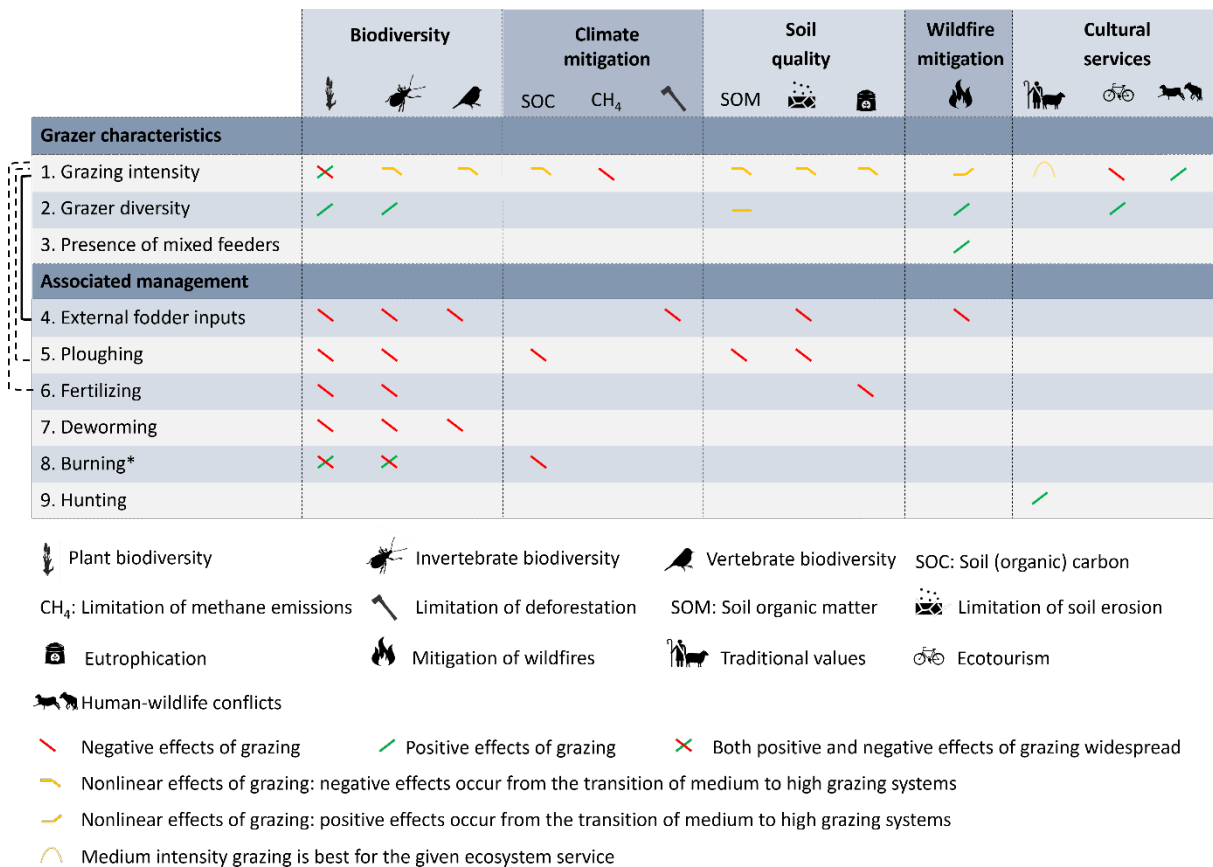 Biodiversity
Climate mitigation
Soil quality
Wildfire mitigation
Cultural services
SOC CH₄ SOM
Grazer characteristics
1. Grazing intensity
2. Grazer diversity
3. Presence of mixed feeders
Associated management
4. External fodder inputs
5. Ploughing
6. Fertilizing
7. Deworming
8. Burning*
9. Hunting
Plant biodiversity Invertebrate biodiversity Vertebrate biodiversity SOC: Soil (organic) carbon
CH₄: Limitation of methane emissions Limitation of deforestation SOM: Soil organic matter Limitation of soil erosion
Eutrophication Mitigation of wildfires Traditional values Ecotourism
Human-wildlife conflicts
Negative effects of grazing Positive effects of grazing Both positive and negative effects of grazing widespread
Nonlinear effects of grazing: negative effects occur from the transition of medium to high grazing systems
Nonlinear effects of grazing: positive effects occur from the transition of medium to high grazing systems
Medium intensity grazing is best for the given ecosystem service